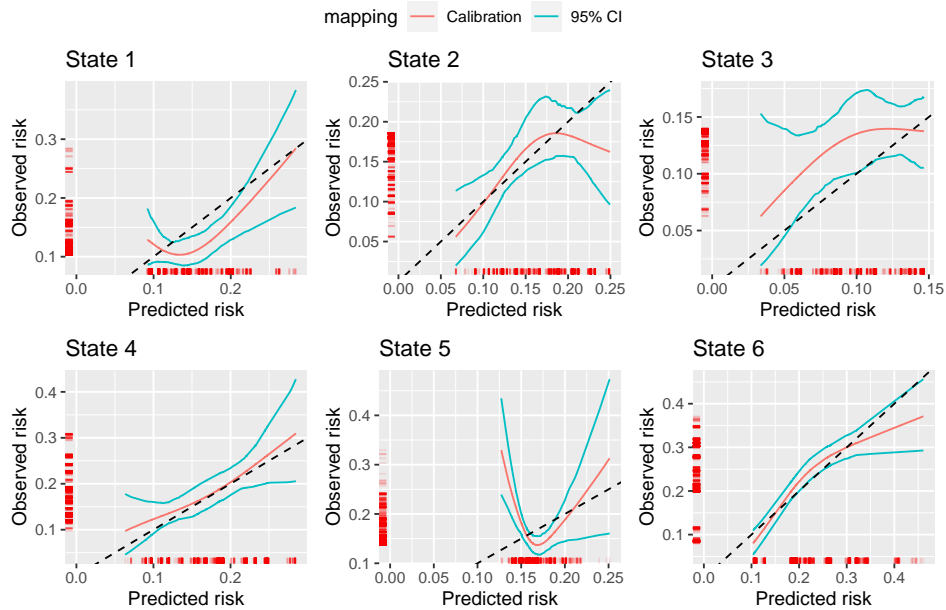 mapping Calibration 95% CI
State 1
Observed risk
0.3
0.2
0.1
0.0 0.1 0.2
Predicted risk
State 2
Observed risk
0.25
0.20
0.15
0.10
0.05
0.00 0.05 0.10 0.15 0.20 0.25
Predicted risk
State 3
Observed risk
0.15
0.10
0.05
0.00 0.05 0.10 0.15
Predicted risk
State 4
Observed risk
0.4
0.3
0.2
0.1
0.0 0.1 0.2
Predicted risk
State 5
Observed risk
0.4
0.3
0.2
0.1
0.00 0.05 0.10 0.15 0.20 0.25
Predicted risk
State 6
Observed risk
0.4
0.3
0.2
0.1
0.0 0.1 0.2 0.3 0.4
Predicted risk